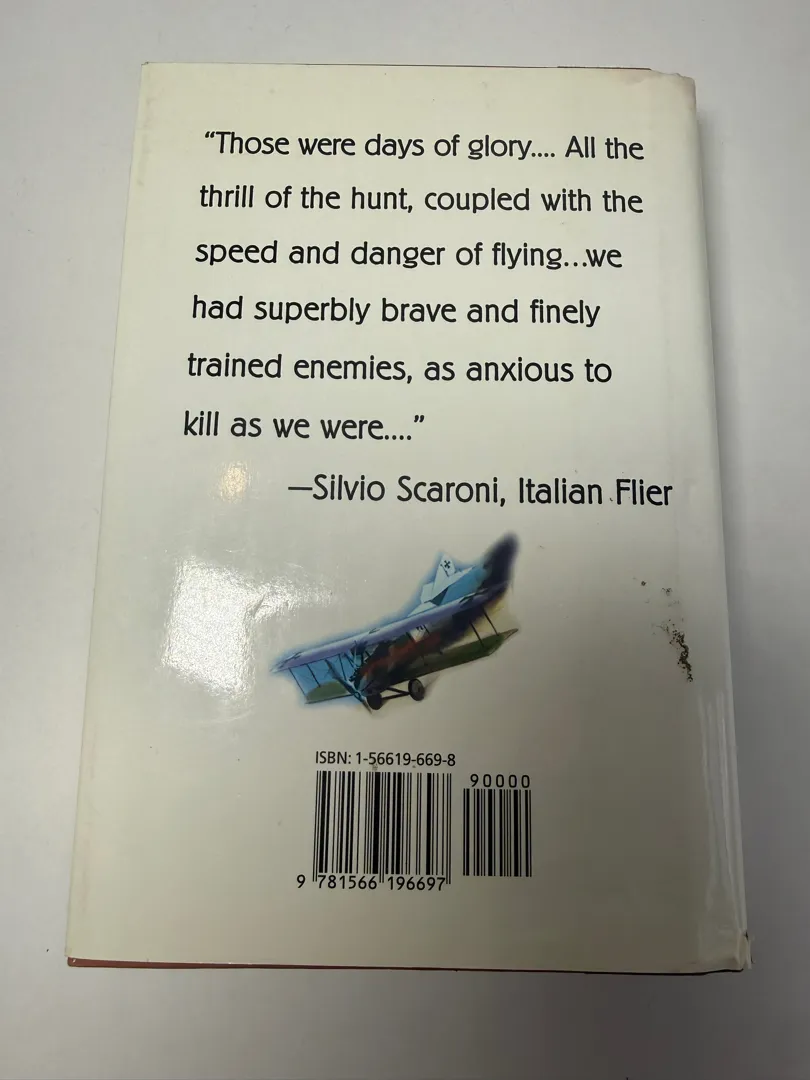 “Those were days of glory.... All the
thrill of the hunt, coupled with the
speed and danger of flying...we
had superbly brave and finely
trained enemies, as anxious to
kill as we were....”
—Silvio Scaroni, Italian Flier
ISBN: 1-56619-669-8
90000
9 781566 196697